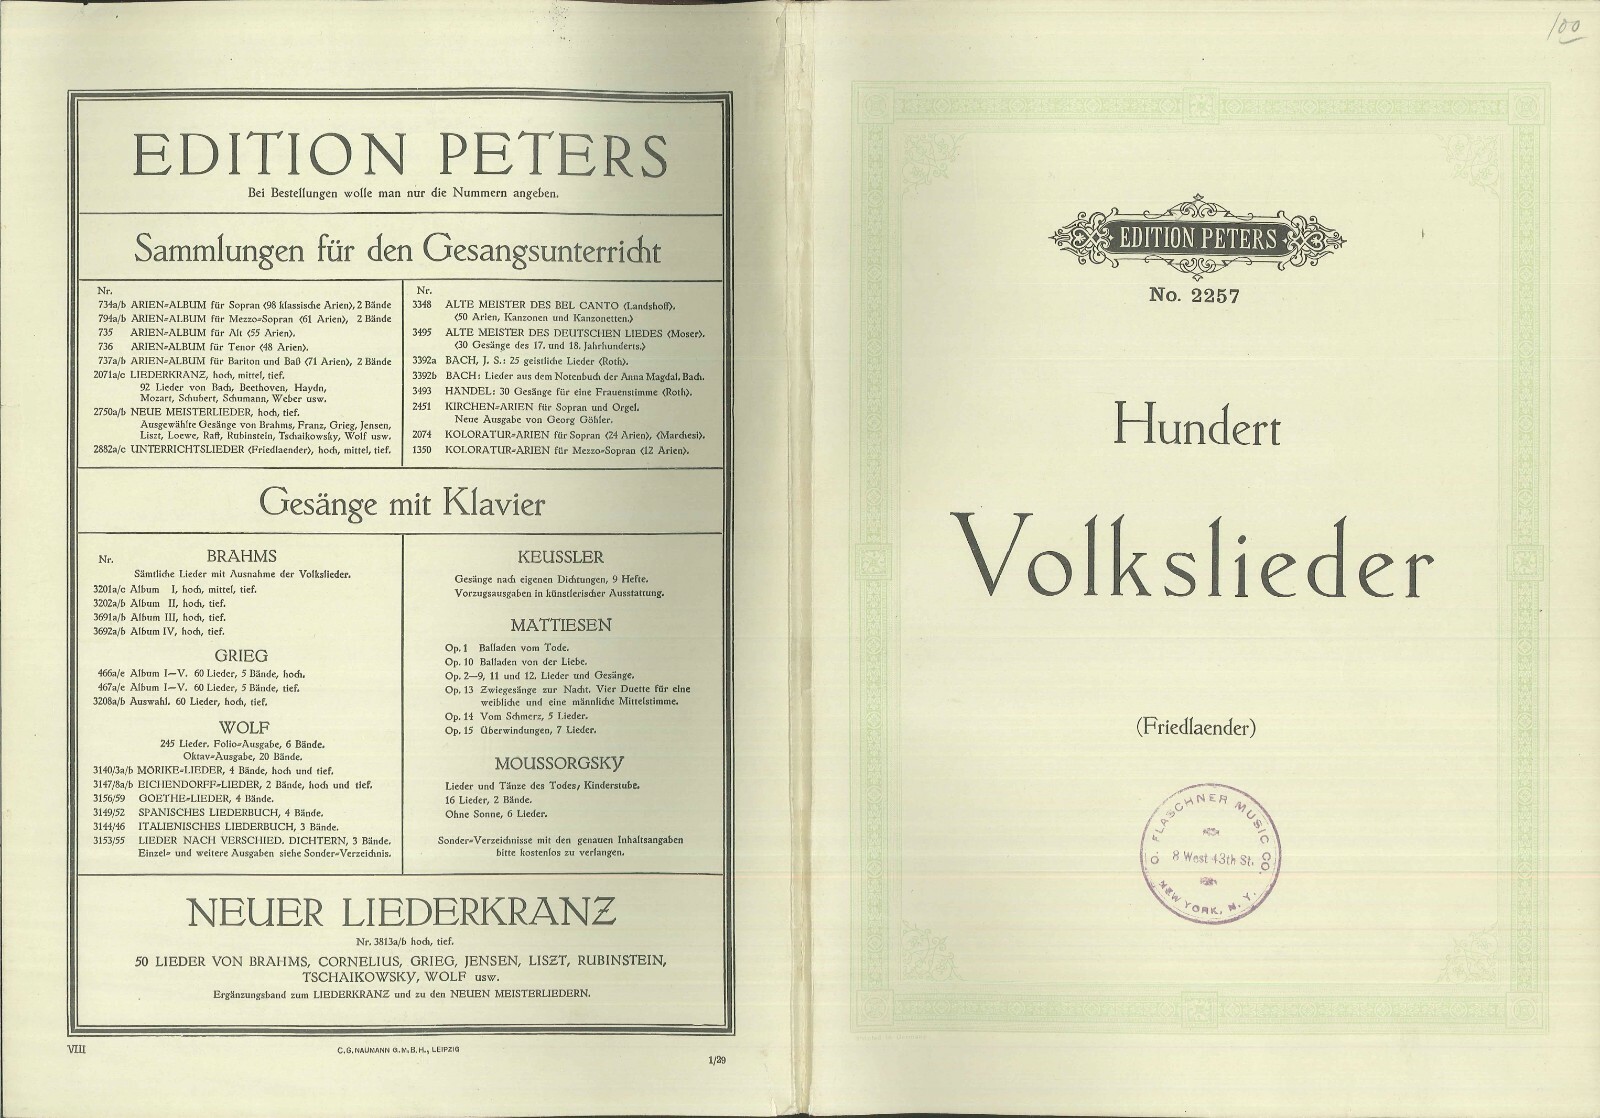 EDITION PETERS
Bei Bestellungen wolle man nur die Nummern angeben.
Sammlungen für den Gesangsunterricht
Nr.
734a/b ARIEN=ALBUM für Sopran (98 klassische Arien), 2 Bände
794a/b ARIEN=ALBUM für Mezzo=Sopran (61 Arien), 2 Bände
735 ARIEN=ALBUM für Alt (55 Arien).
736 ARIEN=ALBUM für Tenor (48 Arien).
737a/b ARIEN=ALBUM für Bariton und Baß (71 Arien), 2 Bände
2071a/c LIEDERKRANZ, hoch, mittel, tief.
92 Lieder von Bach, Beethoven, Haydn,
Mozart, Schubert, Schumann, Weber usw.
2750a/b NEUE MEISTERLIEDER, hoch, tief.
Ausgewählte Gesänge von Brahms, Franz, Grieg, Jensen,
Liszt, Loewe, Raff, Rubinstein, Tschaikowsky, Wolf usw.
2882a/c UNTERRICHTSLIEDER (Friedlaender), hoch, mittel, tief.
Nr.
3348 ALTE MEISTER DES BEL CANTO (Landshoff).
(50 Arien, Kanzonen und Kanzonetten.)
3495 ALTE MEISTER DES DEUTSCHEN LIEDES (Moser).
(30 Gesänge des 17. und 18. Jahrhunderts.)
3392a BACH, J. S.: 25 geistliche Lieder (Roth).
3392b BACH: Lieder aus dem Notenbuch der Anna Magdal. Bach.
3493 HÄNDEL: 30 Gesänge für eine Frauenstimme (Roth).
2451 KIRCHEN=ARIEN für Sopran und Orgel.
Neue Ausgabe von Georg Göhler.
2074 KOLORATUR=ARIEN für Sopran (24 Arien), (Marchesi).
1350 KOLORATUR=ARIEN für Mezzo=Sopran (12 Arien).
Gesänge mit Klavier
Nr. BRAHMS
Sämtliche Lieder mit Ausnahme der Volkslieder.
3201a/c Album I, hoch, mittel, tief.
3202a/b Album II, hoch, tief.
3691a/b Album III, hoch, tief.
3692a/b Album IV, hoch, tief.
GRIEG
466a/e Album I—V. 60 Lieder, 5 Bände, hoch.
467a/e Album I—V. 60 Lieder, 5 Bände, tief.
3208a/b Auswahl. 60 Lieder, hoch, tief.
WOLF
245 Lieder. Folio=Ausgabe, 6 Bände.
Oktav=Ausgabe, 20 Bände.
3140/3a/b MÖRIKE=LIEDER, 4 Bände, hoch und tief.
3147/8a/b EICHENDORFF=LIEDER, 2 Bände, hoch und tief.
3156/59 GOETHE=LIEDER, 4 Bände.
3149/52 SPANISCHES LIEDERBUCH, 4 Bände.
3144/46 ITALIENISCHES LIEDERBUCH, 3 Bände.
3153/55 LIEDER NACH VERSCHIED. DICHTERN, 3 Bände.
Einzel= und weitere Ausgaben siehe Sonder=Verzeichnis.
KEUSSLER
Gesänge nach eigenen Dichtungen, 9 Hefte.
Vorzugsausgaben in künstlerischer Ausstattung.
MATTIESEN
Op. 1 Balladen vom Tode.
Op. 10 Balladen von der Liebe.
Op. 2—9, 11 und 12. Lieder und Gesänge.
Op. 13 Zwiegesänge zur Nacht. Vier Duette für eine
weibliche und eine männliche Mittelstimme.
Op. 14 Vom Schmerz, 5 Lieder.
Op. 15 Überwindungen, 7 Lieder.
MOUSSORGSKY
Lieder und Tänze des Todes, Kinderstube.
16 Lieder, 2 Bände.
Ohne Sonne, 6 Lieder.
Sonder=Verzeichnisse mit den genauen Inhaltsangaben
bitte kostenlos zu verlangen.
NEUER LIEDERKRANZ
Nr. 3813a/b hoch, tief.
50 LIEDER VON BRAHMS, CORNELIUS, GRIEG, JENSEN, LISZT, RUBINSTEIN,
TSCHAIKOWSKY, WOLF usw.
Ergänzungsband zum LIEDERKRANZ und zu den NEUEN MEISTERLIEDERN.
VIII
C. G. NAUMANN G. M. B. H., LEIPZIG
1/29
100
EDITION PETERS
No. 2257
Hundert
Volkslieder
(Friedlaender)
O. FLASCHNER MUSIC CO.
8 West 43th St.
NEW YORK, N. Y.